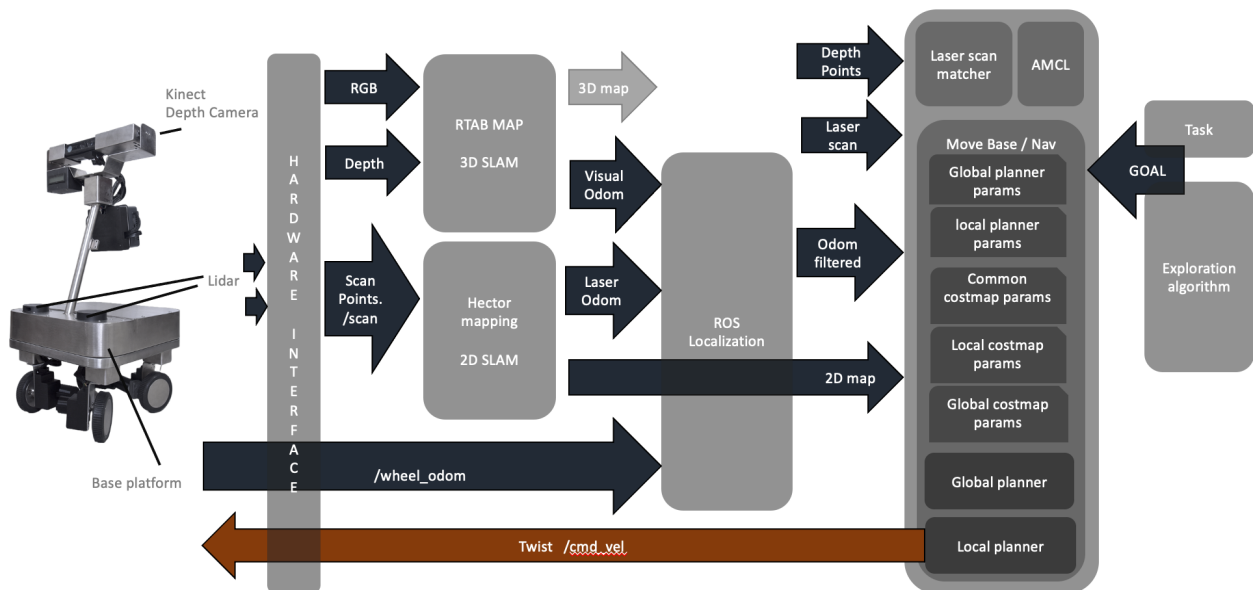 Kinect
Depth Camera
Lidar
Base platform
HARDWARE INTERFACE
RGB
Depth
Scan
Points.
/scan
RTAB MAP
3D SLAM
Hector
mapping
2D SLAM
3D map
Visual
Odom
Laser
Odom
2D map
/wheel_odom
Twist /cmd_vel
ROS
Localization
Depth
Points
Laser
scan
Odom
filtered
Laser scan
matcher
AMCL
Move Base / Nav
Global planner
params
local planner
params
Common
costmap params
Local costmap
params
Global costmap
params
Global planner
Local planner
GOAL
Task
Exploration
algorithm